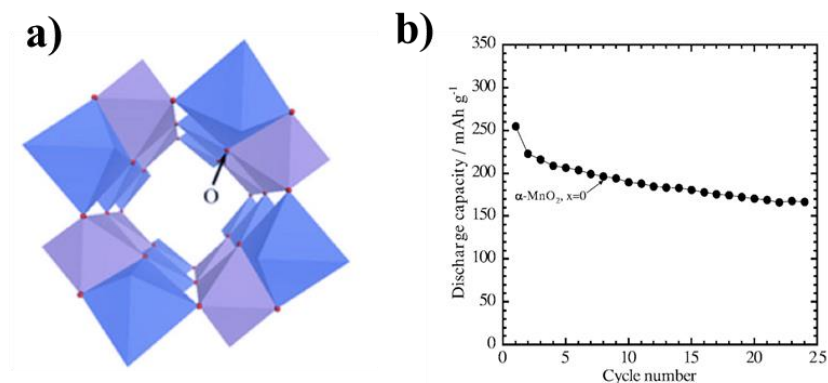 a)
O
b)
350
300
250
200
150
100
50
0
Discharge capacity / mAh g⁻¹
α-MnO₂, x=0
0 5 10 15 20 25
Cycle number